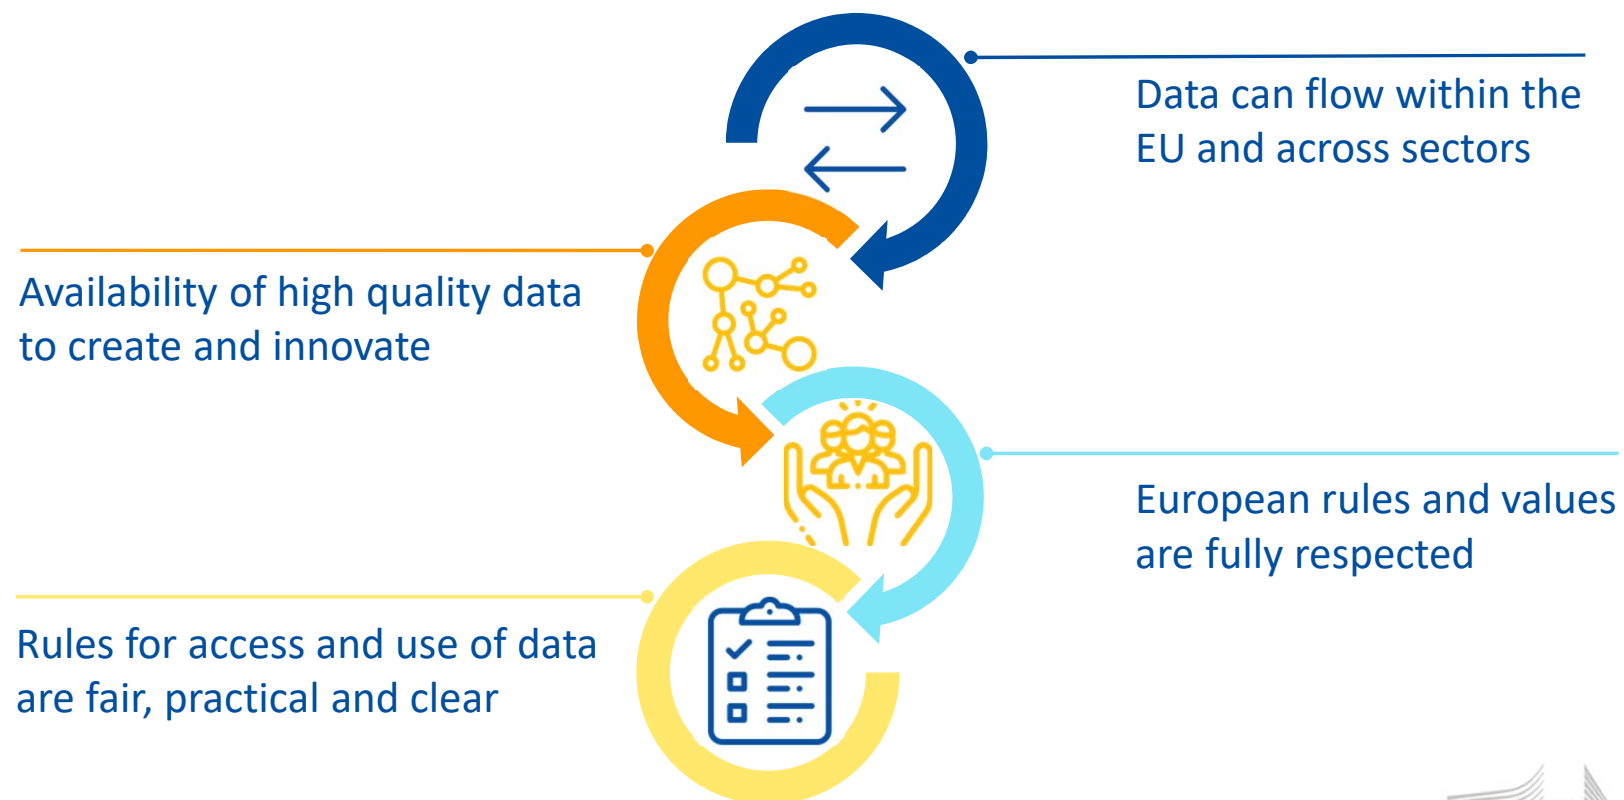 Data can flow within the
EU and across sectors
Availability of high quality data
to create and innovate
European rules and values
are fully respected
Rules for access and use of data
are fair, practical and clear